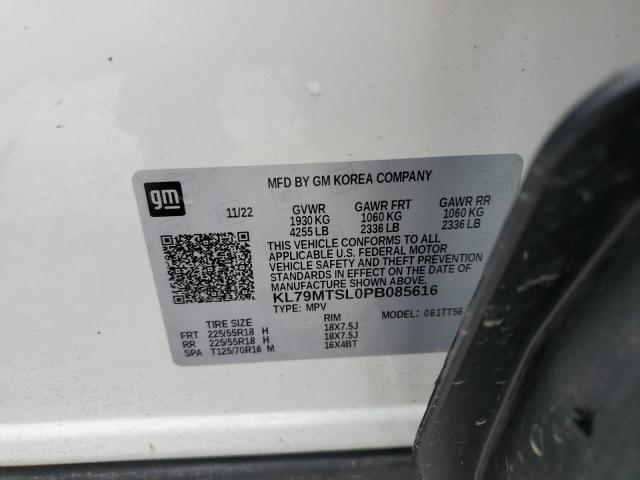 MFD BY GM KOREA COMPANY
gm
11/22 GVWR GAWR FRT GAWR RR
1930 KG 1060 KG 1060 KG
4255 LB 2336 LB 2336 LB
THIS VEHICLE CONFORMS TO ALL
APPLICABLE U.S. FEDERAL MOTOR
VEHICLE SAFETY AND THEFT PREVENTION
STANDARDS IN EFFECT ON THE DATE OF
MANUFACTURE SHOWN ABOVE.
KL79MTSL0PB085616
TYPE: MPV MODEL: 061TT56
TIRE SIZE RIM
FRT 225/55R18 H 18X7.5J
RR 225/55R18 H 18X7.5J
SPA T125/70R16 M 16X4BT